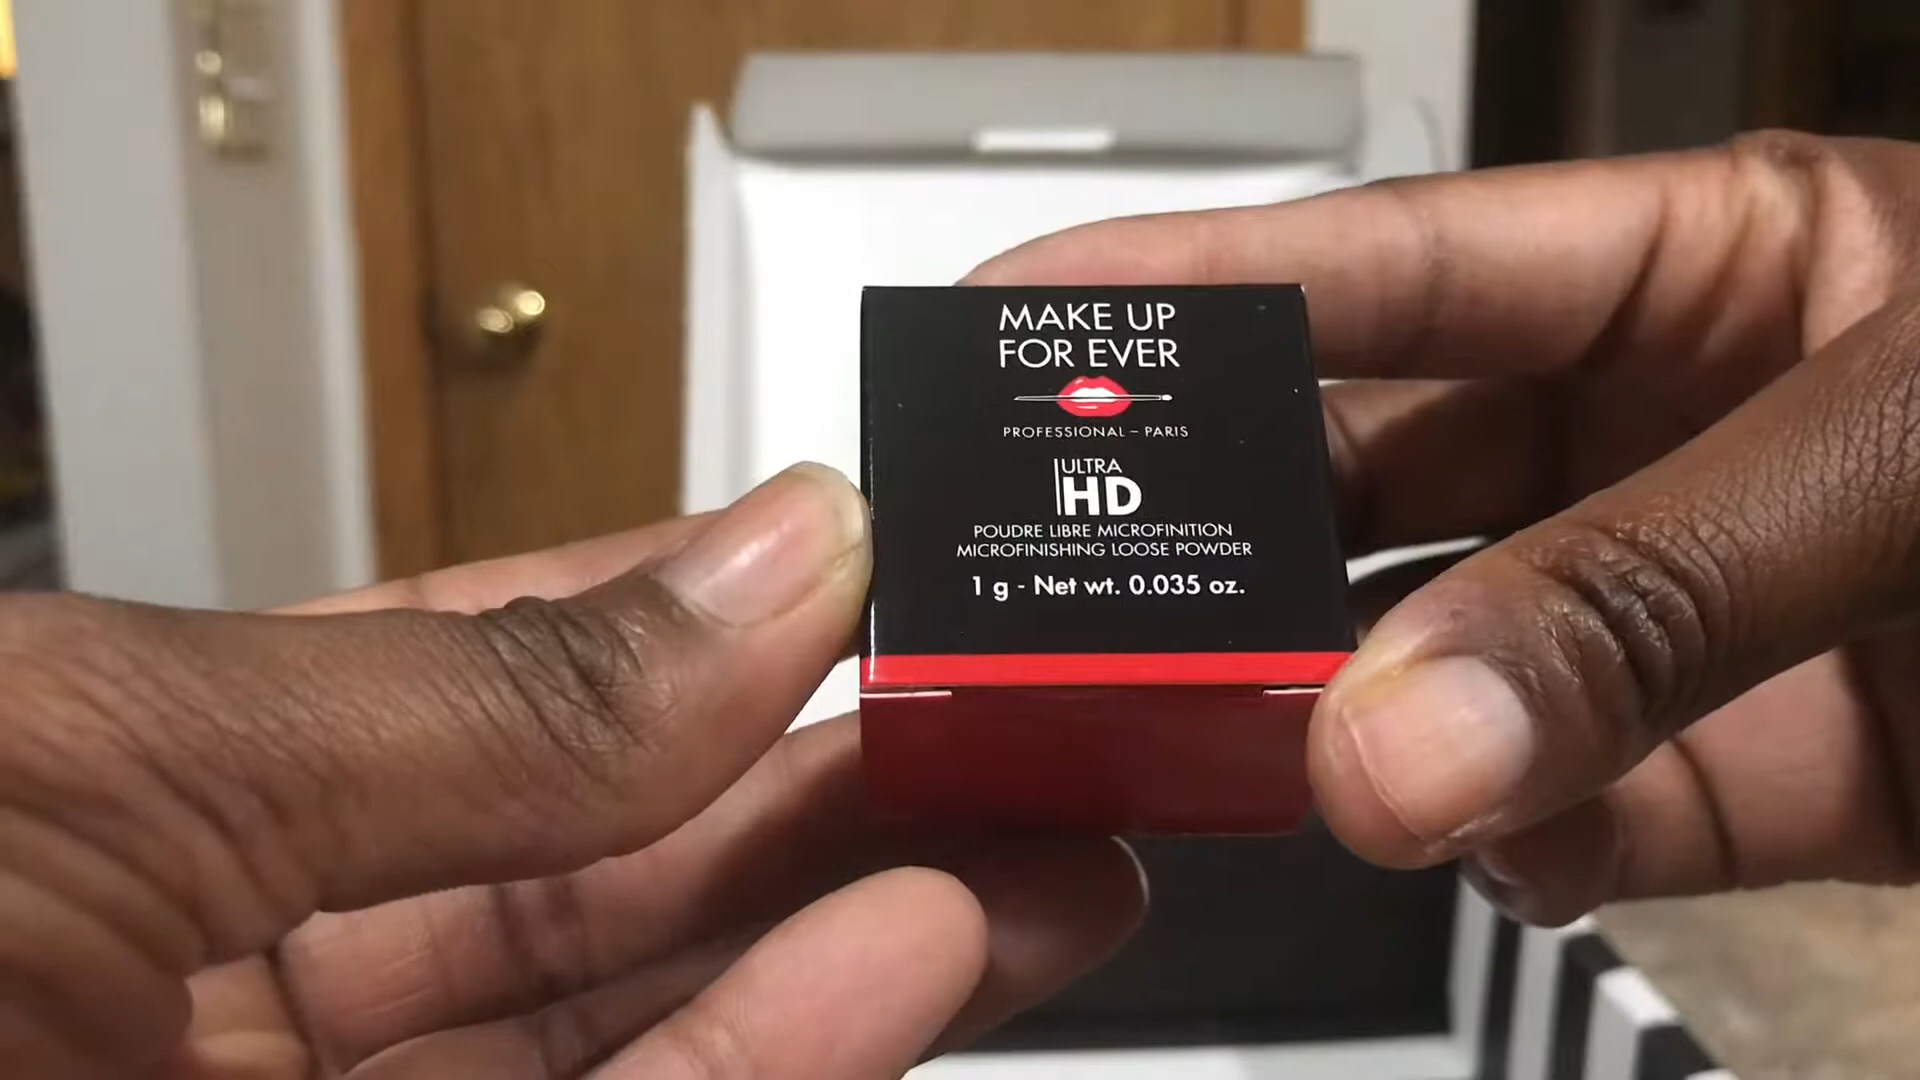 MAKE UP
FOR EVER
PROFESSIONAL – PARIS
ULTRA
HD
POUDRE LIBRE MICROFINITION
MICROFINISHING LOOSE POWDER
1 g - Net wt. 0.035 oz.